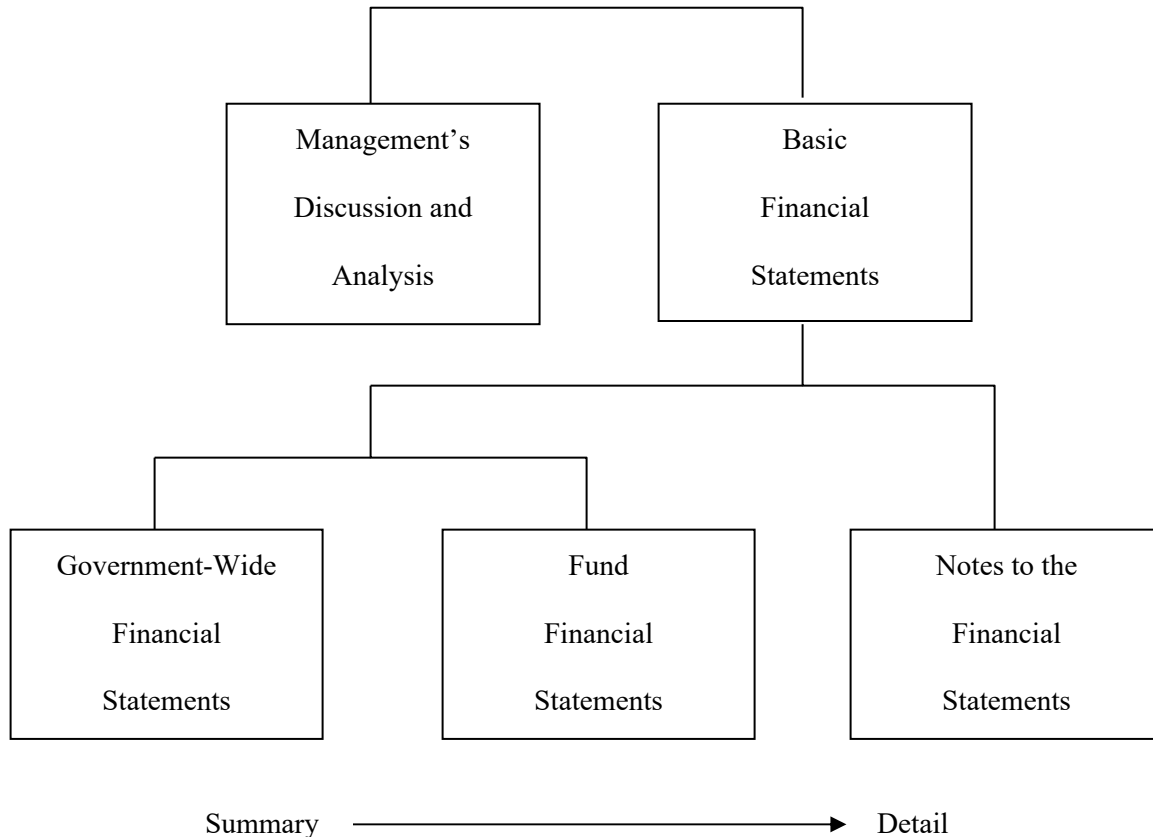 Management’s
Discussion and
Analysis
Basic
Financial
Statements
Government-Wide
Financial
Statements
Fund
Financial
Statements
Notes to the
Financial
Statements
Summary
Detail